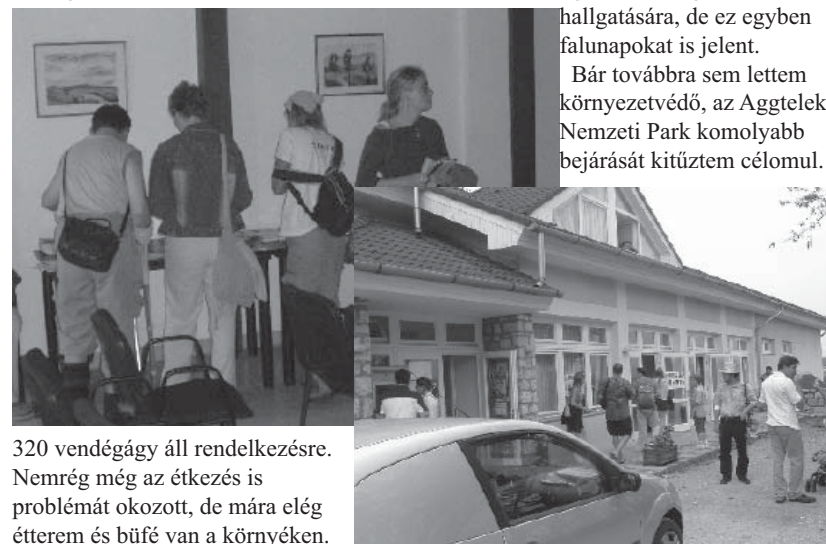 320 vendégágy áll rendelkezésre.
Nemrég még az étkezés is
problémát okozott, de mára elég
étterem és büfé van a környéken.
hallgatására, de ez egyben
falunapokat is jelent.
Bár továbbra sem lettem
környezetvédő, az Aggtelek
Nemzeti Park komolyabb
bejárását kitűztem célomul.